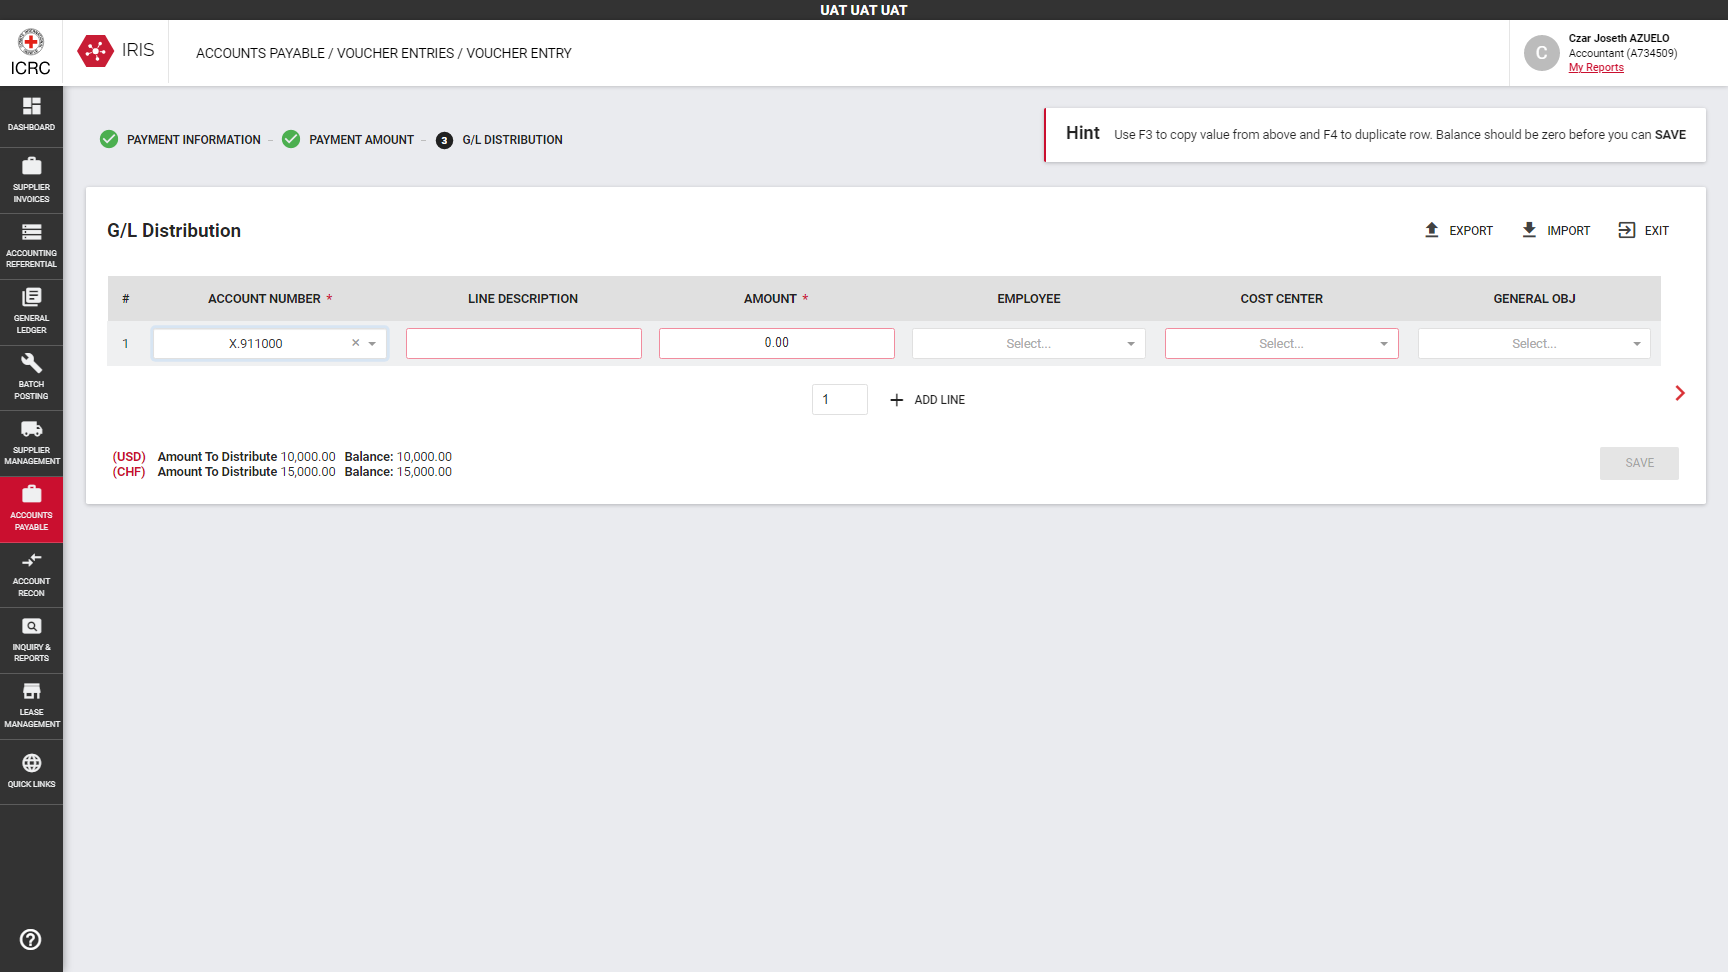 UAT UAT UAT
ICRC
IRIS
ACCOUNTS PAYABLE / VOUCHER ENTRIES / VOUCHER ENTRY
C
Czar Joseth AZUELO
Accountant (A734509)
My Reports
DASHBOARD
SUPPLIER
INVOICES
ACCOUNTING
REFERENTIAL
GENERAL
LEDGER
BATCH
POSTING
SUPPLIER
MANAGEMENT
ACCOUNTS
PAYABLE
ACCOUNT
RECON
INQUIRY &
REPORTS
LEASE
MANAGEMENT
QUICK LINKS
PAYMENT INFORMATION – PAYMENT AMOUNT – 3 G/L DISTRIBUTION
Hint Use F3 to copy value from above and F4 to duplicate row. Balance should be zero before you can SAVE
G/L Distribution
EXPORT IMPORT EXIT
# ACCOUNT NUMBER * LINE DESCRIPTION AMOUNT * EMPLOYEE COST CENTER GENERAL OBJ
1 X.911000 × 0.00 Select... Select... Select...
1 + ADD LINE
(USD) Amount To Distribute 10,000.00 Balance: 10,000.00
(CHF) Amount To Distribute 15,000.00 Balance: 15,000.00
SAVE